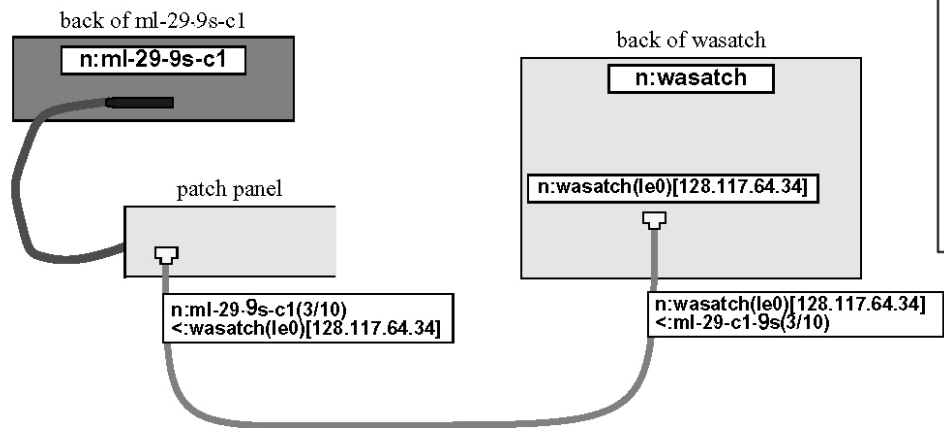 back of ml-29-9s-c1
n:ml-29-9s-c1
back of wasatch
n:wasatch
n:wasatch(le0)[128.117.64.34]
patch panel
n:ml-29-9s-c1(3/10)
<:wasatch(le0)[128.117.64.34]
n:wasatch(le0)[128.117.64.34]
<:ml-29-c1-9s(3/10)